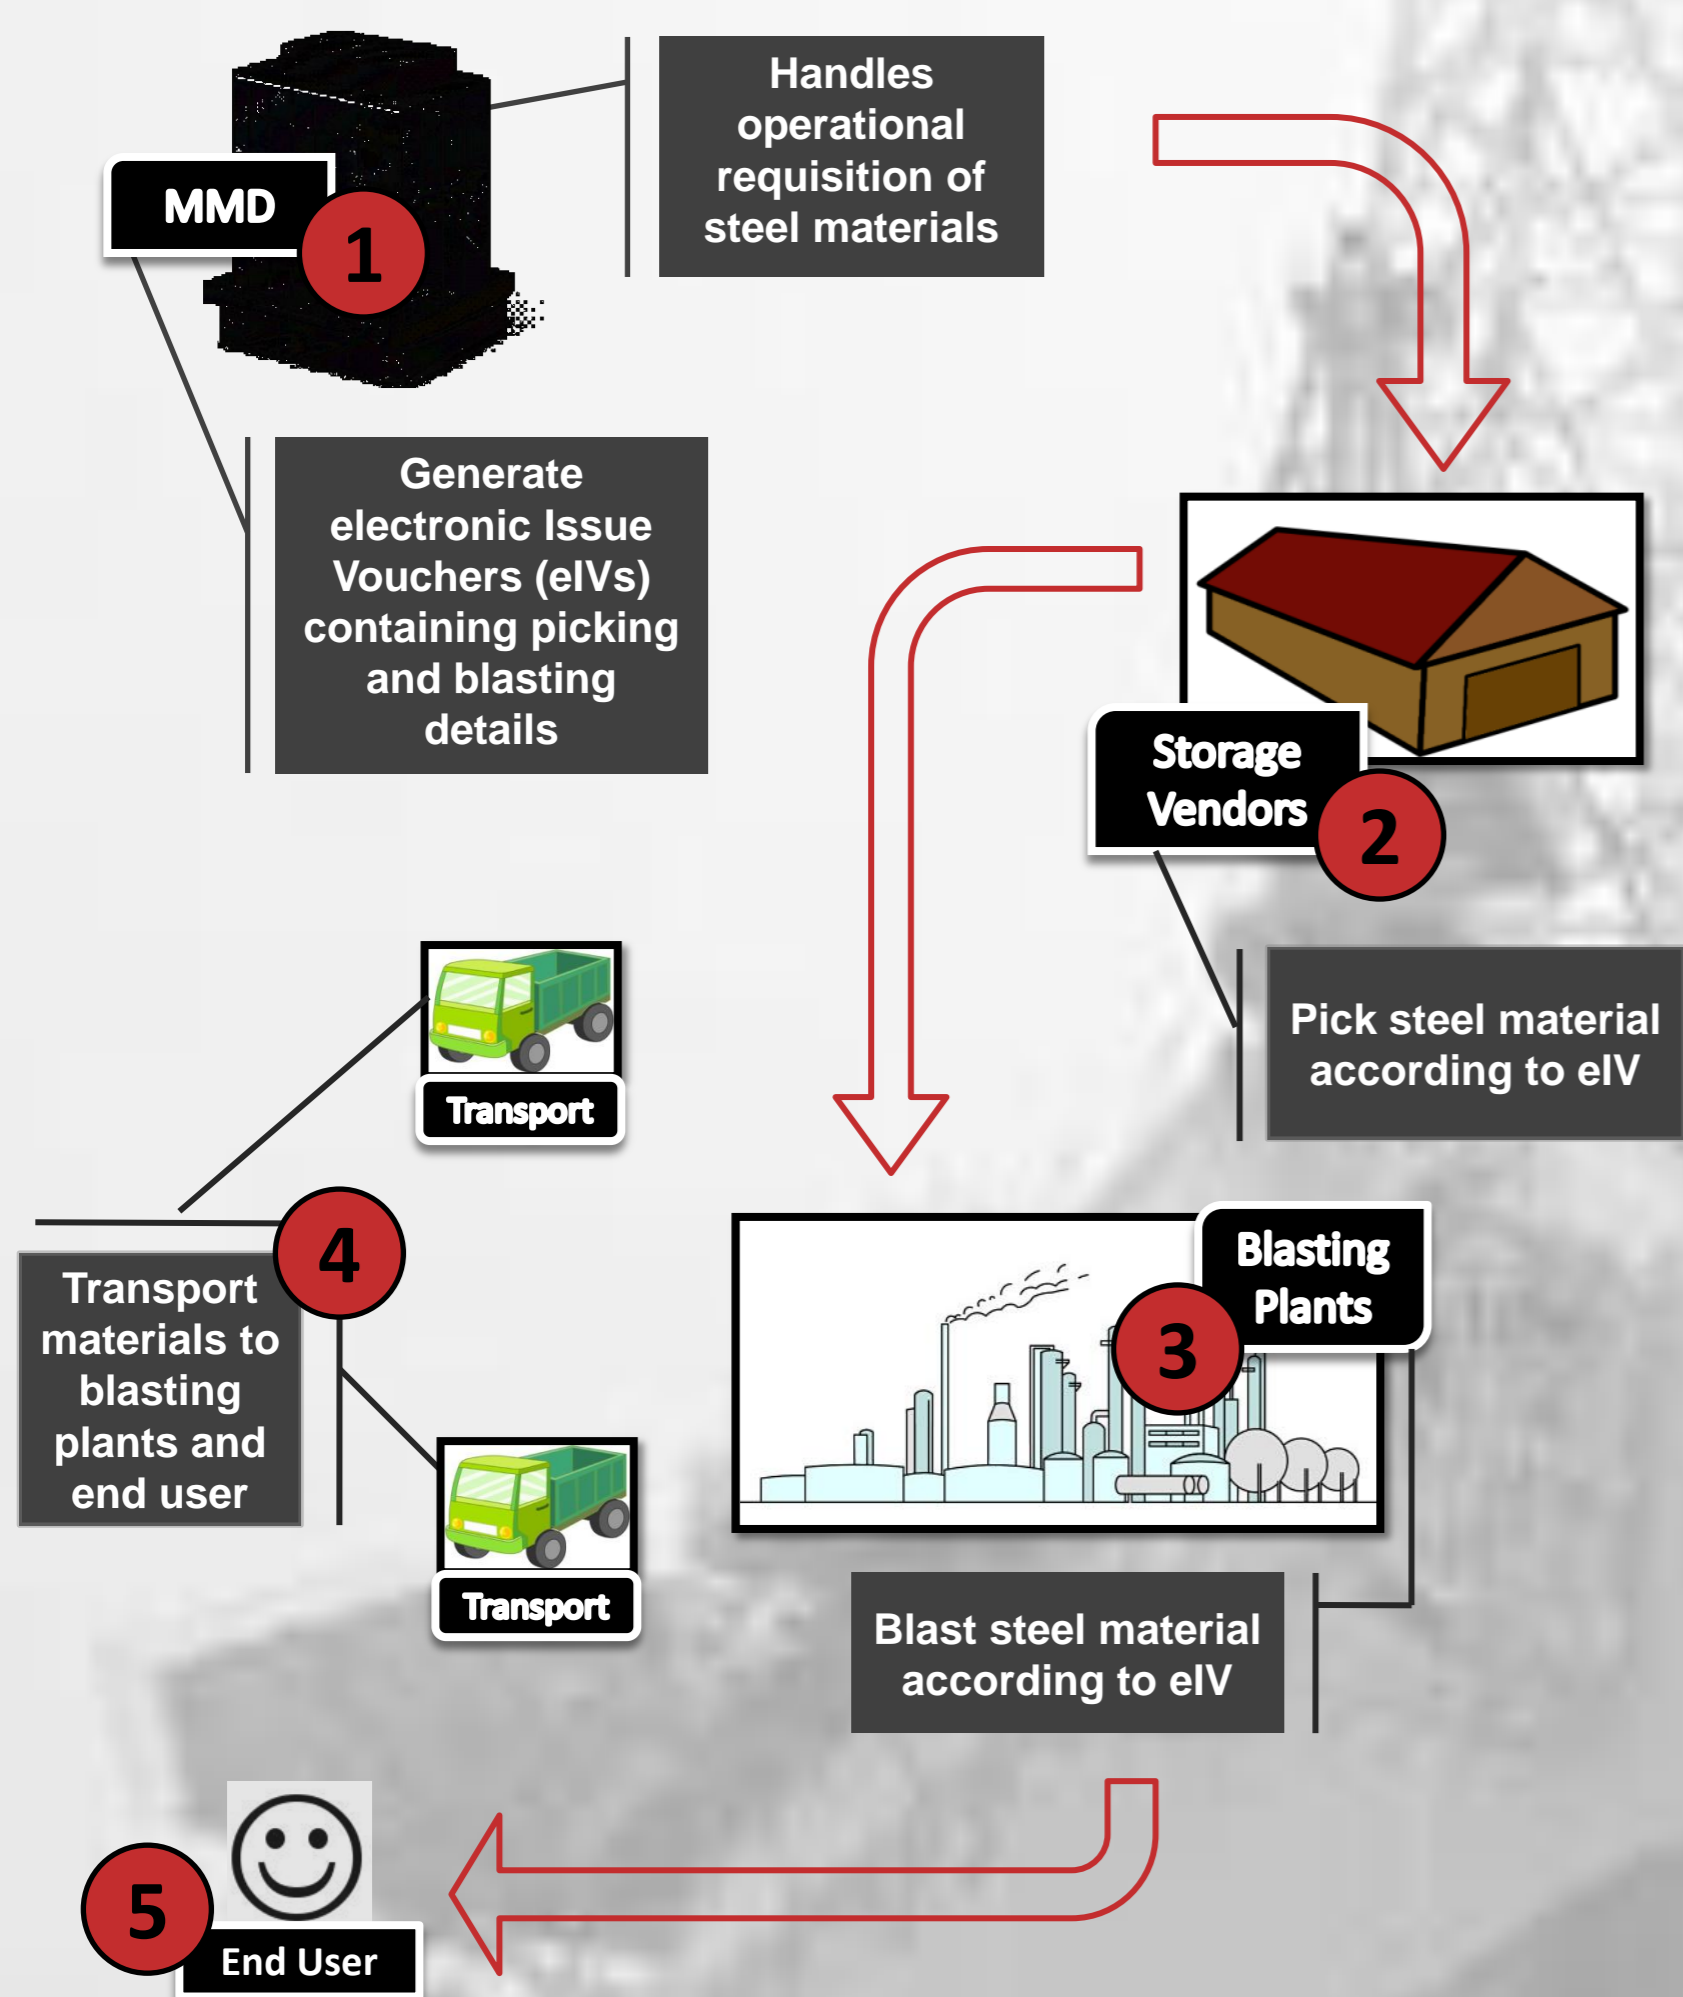 Handles
operational
requisition of
steel materials
MMD
1
Generate
electronic Issue
Vouchers (eIVs)
containing picking
and blasting
details
Storage
Vendors
2
Pick steel material
according to eIV
Transport
4
Transport
materials to
blasting
plants and
end user
Transport
Blasting
Plants
3
Blast steel material
according to eIV
5
End User